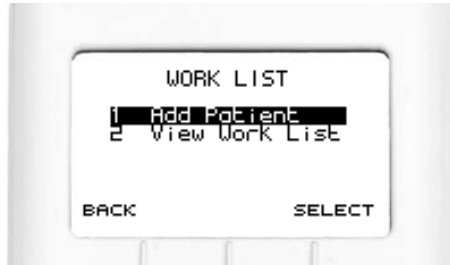 WORK LIST
1 Add Patient
2 View Work List
BACK SELECT